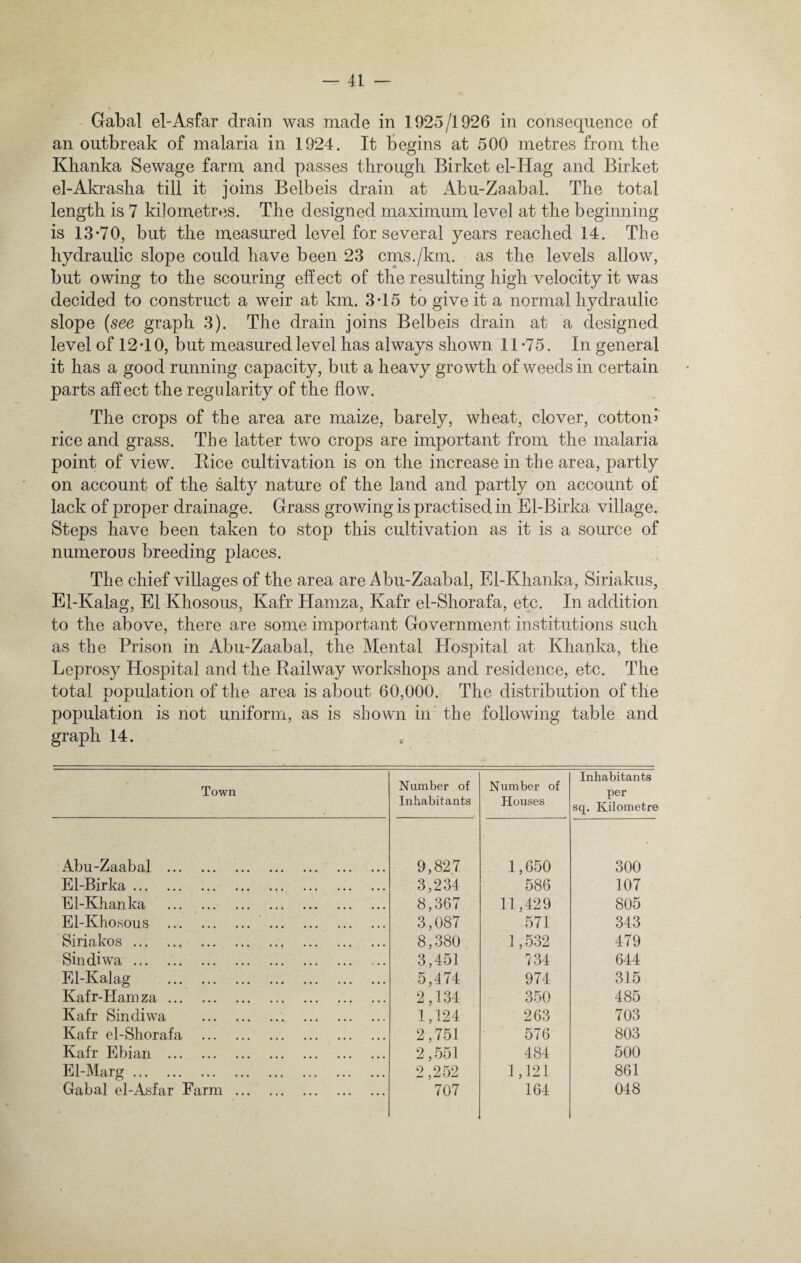 — 41 —
Gabal el-Asfar drain was made in 1925/1926 in consequence of
an outbreak of malaria in 1924. It begins at 500 metres from the
Khanka Sewage farm and passes through Birket el-Hag and Birket
el-Akrasha till it joins Belbeis drain at Abu-Zaabal. The total
length is 7 kilometres. The designed maximum level at the beginning
is 13·70, but the measured level for several years reached 14. The
hydraulic slope could have been 23 cms./km. as the levels allow,
but owing to the scouring effect of the resulting high velocity it was
decided to construct a weir at km. 3·15 to give it a normal hydraulic
slope (see graph 3). The drain joins Belbeis drain at a designed
level of 12·10, but measured level has always shown 11·75. In general
it has a good running capacity, but a heavy growth of weeds in certain
parts affect the regularity of the flow.
The crops of the area are maize, barely, wheat, clover, cotton,
rice and grass. The latter two crops are important from the malaria
point of view. Rice cultivation is on the increase in the area, partly
on account of the salty nature of the land and partly on account of
lack of proper drainage. Grass growing is practised in El-Birka village.
Steps have been taken to stop this cultivation as it is a source of
numerous breeding places.
The chief villages of the area are Abu-Zaabal, El-Khanka, Siriakus,
El-Kalag, El Khosous, Kafr Hamza, Kafr el-Shorafa, etc. In addition
to the above, there are some important Government institutions such
as the Prison in Abu-Zaabal, the Mental Hospital at Khanka, the
Leprosy Hospital and the Railway workshops and residence, etc. The
total population of the area is about 60,000. The distribution of the
population is not uniform, as is shown in the following table and
graph 14.
Town | Number of Inhabitants | Number of Houses | Inhabitants per sq. Kilometre
Abu-Zaabal ... ... ... ... ... ... ... 9,827 1,650 300
El-Birka ... ... ... ... ... ... ... ... 3,234 586 107
El-Khanka ... ... ... ... ... ... ... 8,367 11,429 805
El-Khosous ... ... ... ... ... ... ... 3,087 571 343
Siriakos ... ... ... ... ... ... ... ... 8,380 1,532 479
Sindiwa ... ... ... ... ... ... ... ... 3,451 734 644
El-Kalag ... ... ... ... ... ... ... 5,474 974 315
Kafr-Hamza ... ... ... ... ... ... ... 2,134 350 485
Kafr Sindiwa ... ... ... ... ... ... 1,124 263 703
Kafr el-Shorafa ... ... ... ... ... ... 2,751 576 803
Kafr Ebian ... ... ... ... ... ... ... 2,551 484 500
El-Marg ... ... ... ... ... ... ... ... 2,252 1,121 861
Gabal el-Asfar Farm ... ... ... ... ... 707 164 048